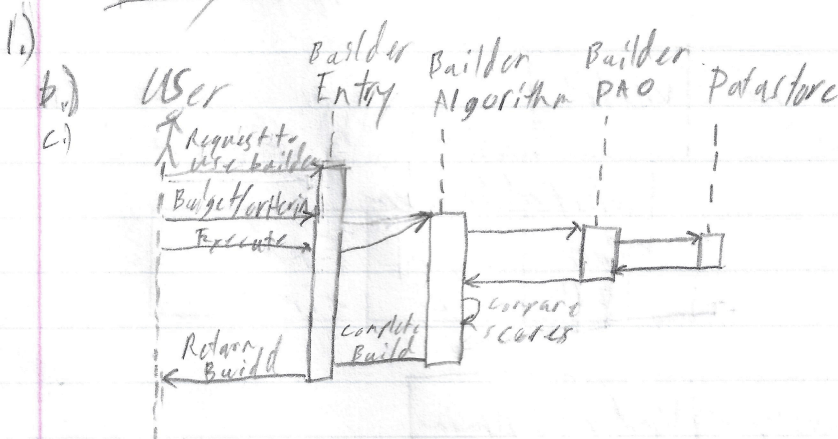 1.)
b.)
c.)
User
Builder
Entry
Builder
Algorithm
Builder
DAO
Datastore
Request to
use builder
Budget/criteria
Execute
compare
scores
Complete
Build
Return
Build